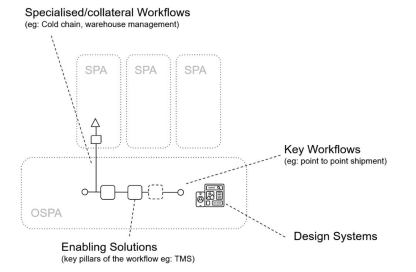 Specialised/collateral Workflows
(eg: Cold chain, warehouse management)
SPA
SPA
SPA
Key Workflows
(eg: point to point shipment)
OSPA
Design Systems
Enabling Solutions
(key pillars of the workflow eg: TMS)